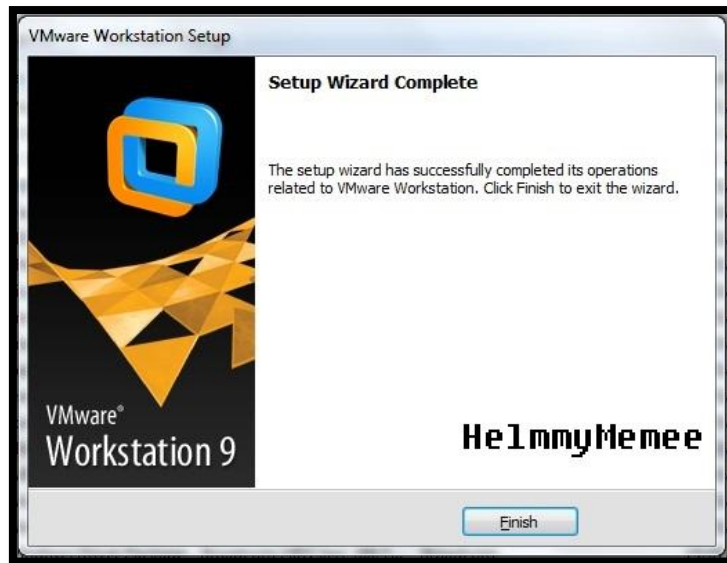 VMware Workstation Setup
Setup Wizard Complete
The setup wizard has successfully completed its operations
related to VMware Workstation. Click Finish to exit the wizard.
VMware®
Workstation 9
HelmmyMemee
Finish